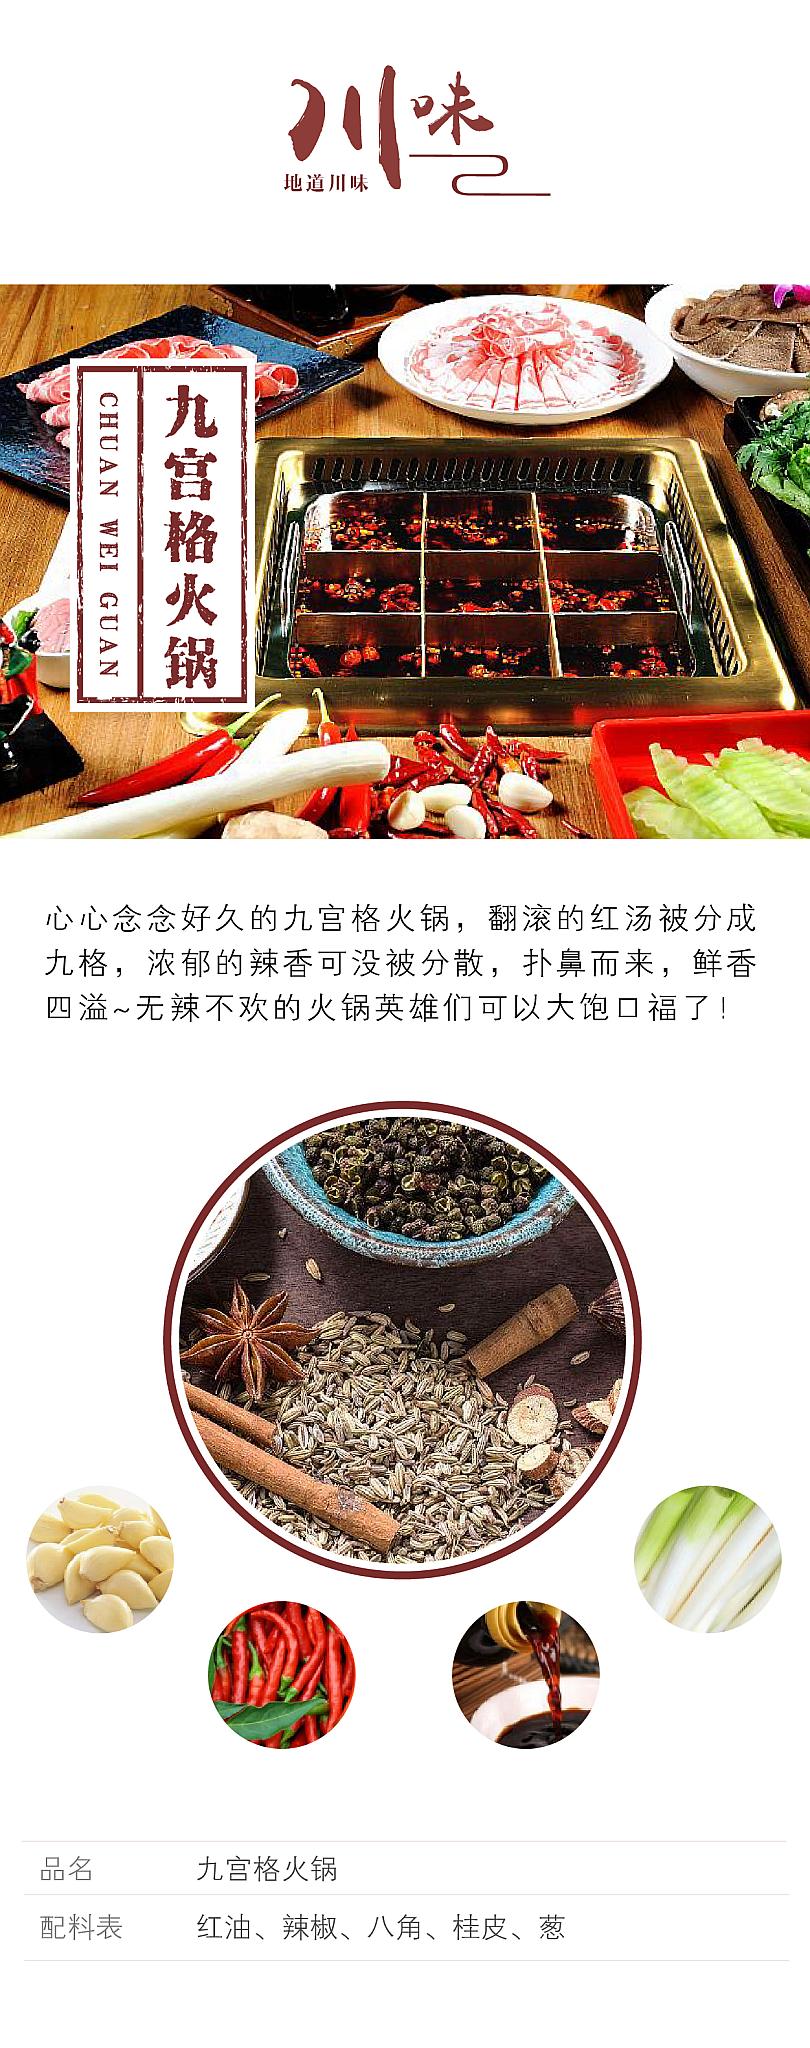 川味
地道川味
九宫格火锅
CHUAN WEI GUAN
心心念念好久的九宫格火锅，翻滚的红汤被分成
九格，浓郁的辣香可没被分散，扑鼻而来，鲜香
四溢~无辣不欢的火锅英雄们可以大饱口福了！
品名 九宫格火锅
配料表 红油、辣椒、八角、桂皮、葱